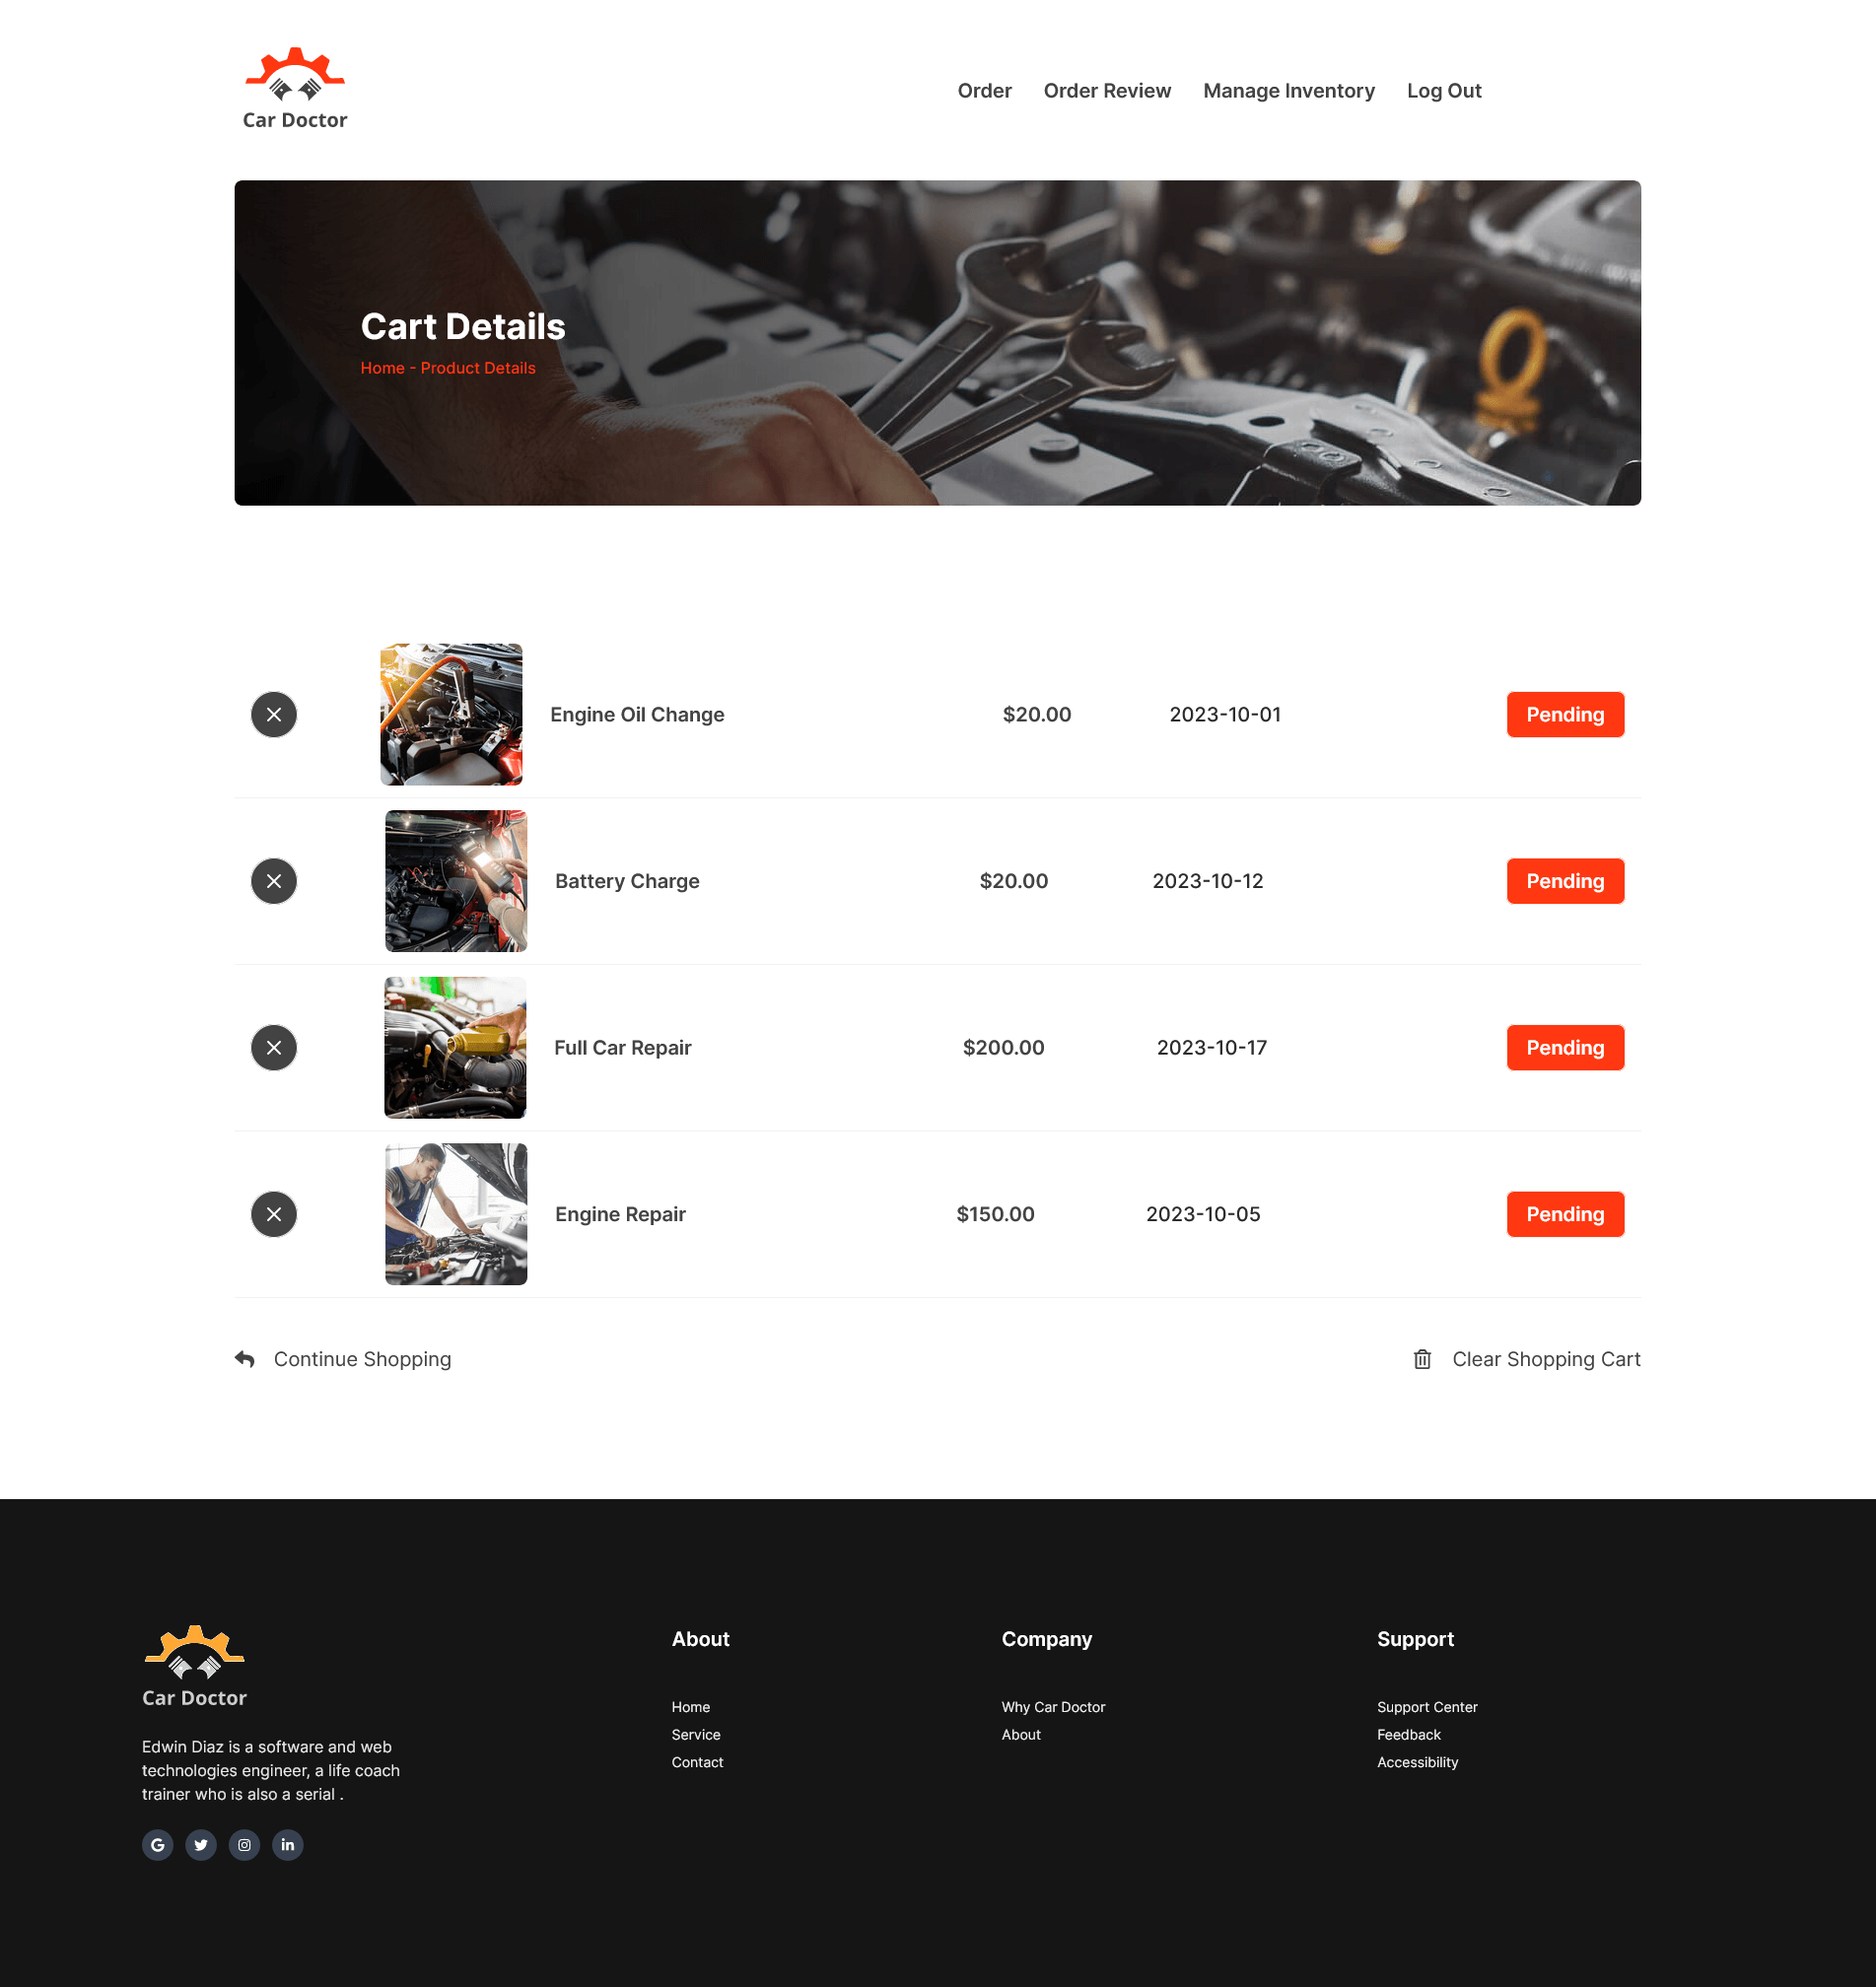 Car Doctor
Order Order Review Manage Inventory Log Out
Cart Details
Home - Product Details
Engine Oil Change $20.00 2023-10-01 Pending
Battery Charge $20.00 2023-10-12 Pending
Full Car Repair $200.00 2023-10-17 Pending
Engine Repair $150.00 2023-10-05 Pending
Continue Shopping Clear Shopping Cart
Car Doctor
Edwin Diaz is a software and web
technologies engineer, a life coach
trainer who is also a serial .
About
Home
Service
Contact
Company
Why Car Doctor
About
Support
Support Center
Feedback
Accessibility